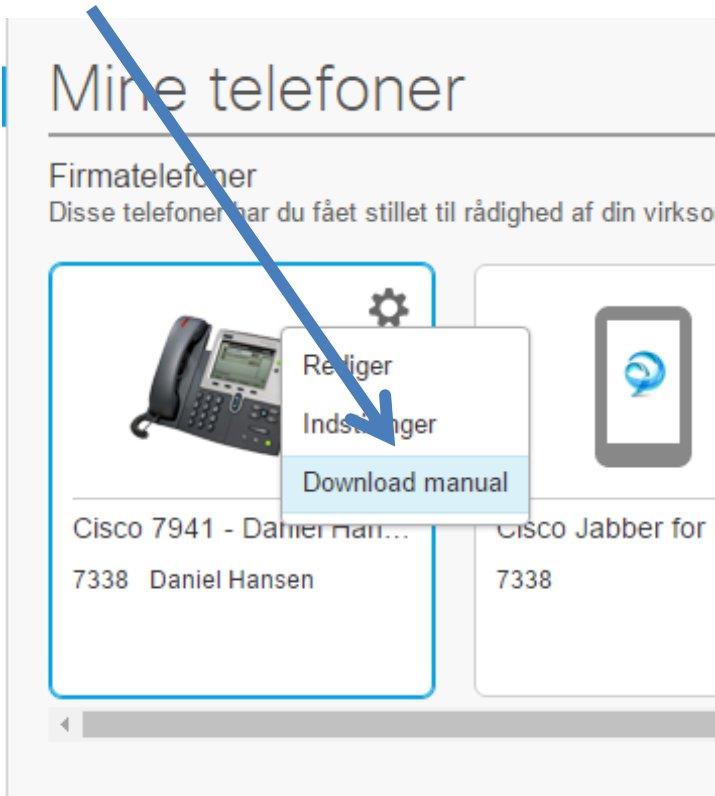 Mine telefoner
Firmatelefoner
Disse telefoner har du fået stillet til rådighed af din
Rediger
Indstillinger
Download manual
Cisco 7941 - Daniel Han...
7338 Daniel Hansen
Cisco Jabber for
7338